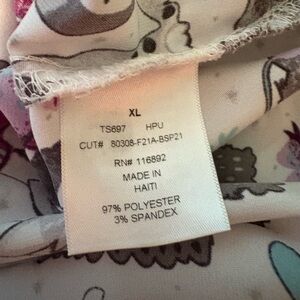 XL
TS697 HPU
CUT# 80308-F21A-BSP21
RN# 116892
MADE IN
HAITI
97% POLYESTER
3% SPANDEX